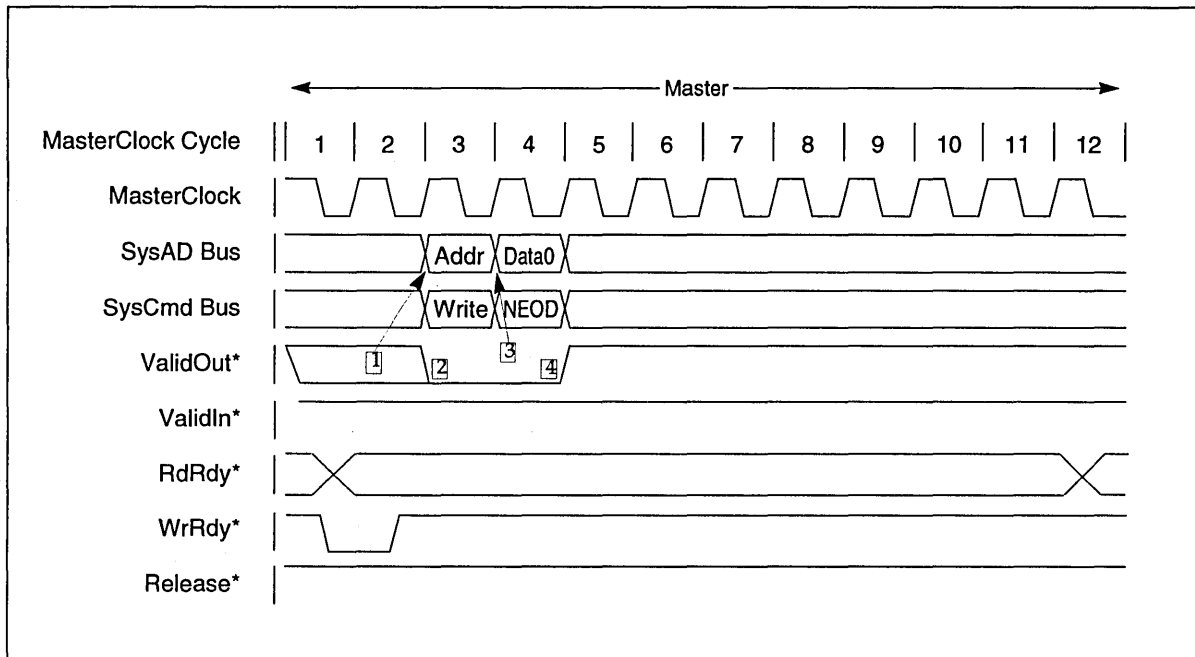 Master
MasterClock Cycle 1 2 3 4 5 6 7 8 9 10 11 12
MasterClock
SysAD Bus Addr Data0
SysCmd Bus Write NEOD
ValidOut* 1 2 3 4
ValidIn*
RdRdy*
WrRdy*
Release*